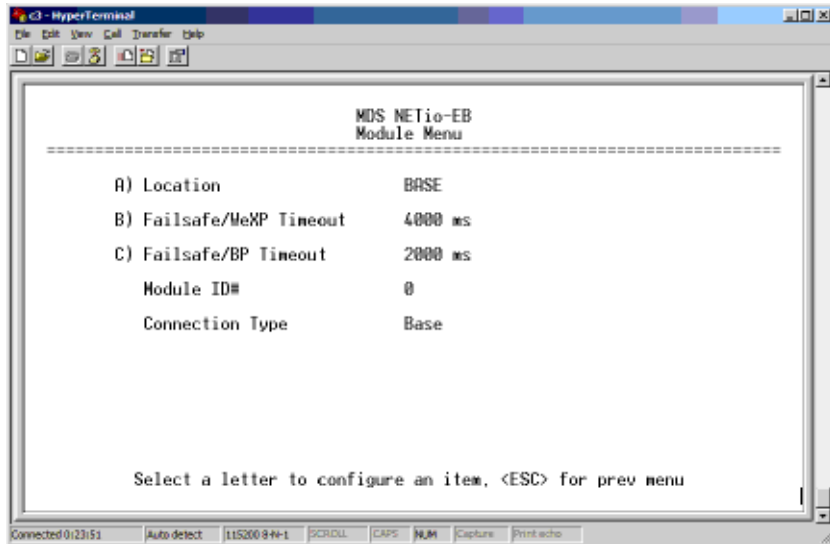 c3 - HyperTerminal
File Edit View Call Transfer Help
MDS NETio-EB
Module Menu
==============================================================================
A) Location BASE
B) Failsafe/WeXP Timeout 4000 ms
C) Failsafe/BP Timeout 2000 ms
Module ID# 0
Connection Type Base
Select a letter to configure an item, <ESC> for prev menu
Connected 0:23:51 Auto detect 115200 8-N-1 SCROLL CAPS NUM Capture Print echo